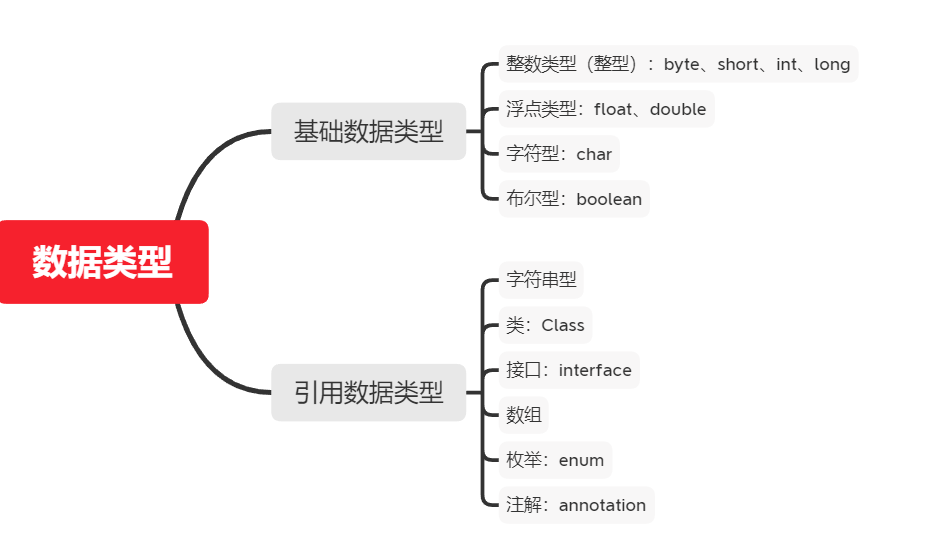 数据类型
基础数据类型
整数类型（整型）：byte、short、int、long
浮点类型：float、double
字符型：char
布尔型：boolean
引用数据类型
字符串型
类：Class
接口：interface
数组
枚举：enum
注解：annotation